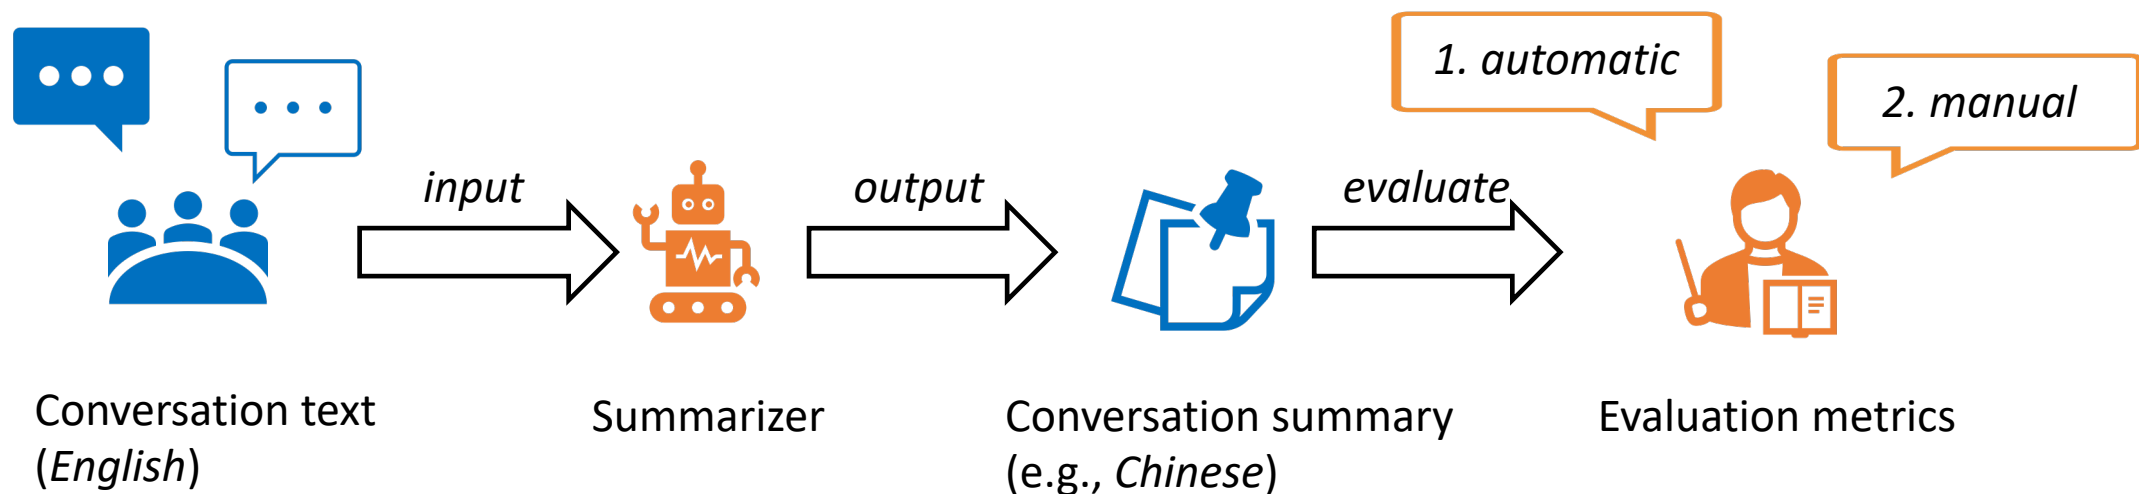 1. automatic
2. manual
input
output
evaluate
Conversation text
(English)
Summarizer
Conversation summary
(e.g., Chinese)
Evaluation metrics